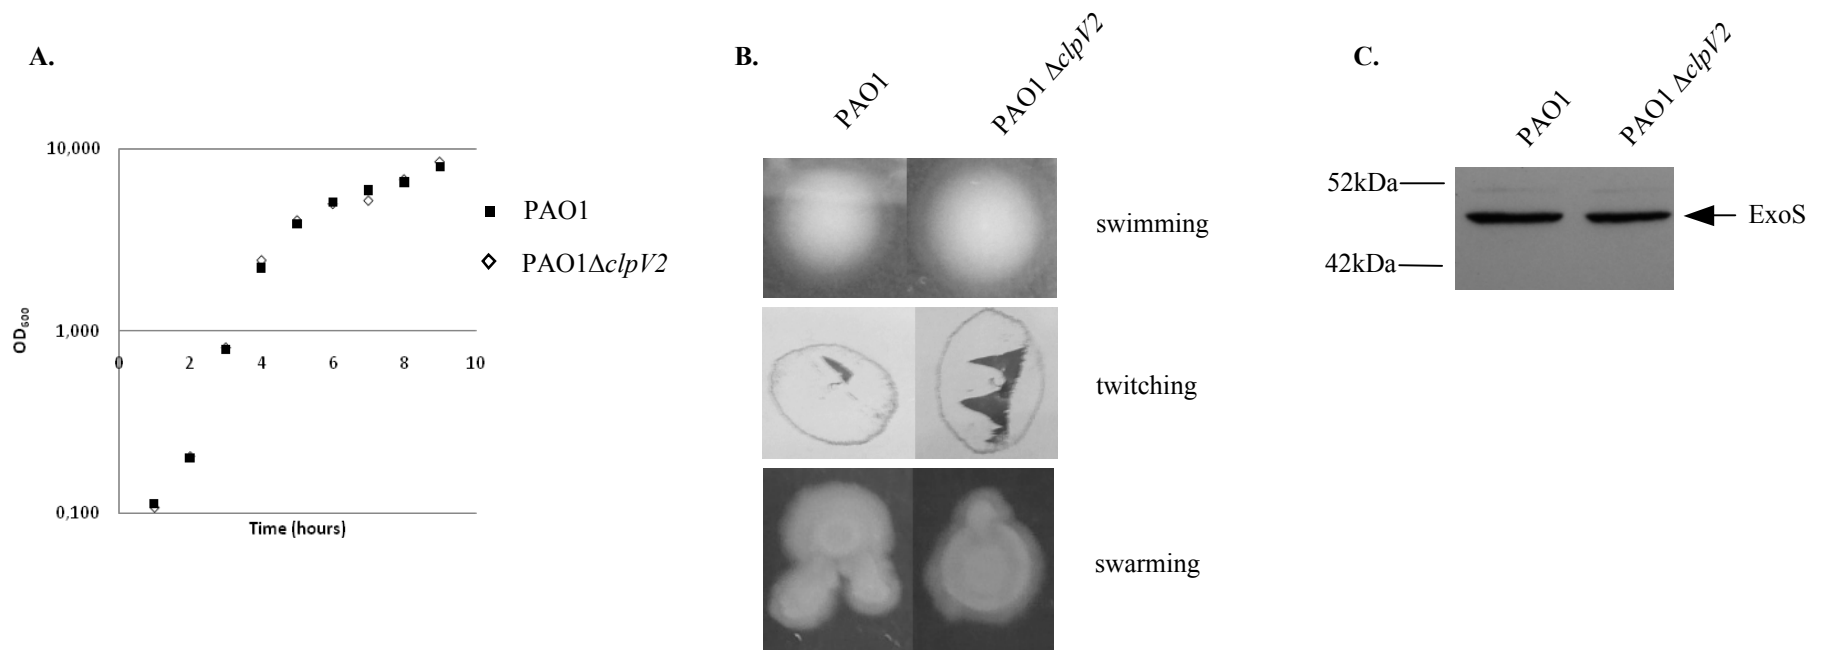 A.
10,000
1,000
0,100
OD600
0 2 4 6 8 10
Time (hours)
PAO1
PAO1ΔclpV2
B.
PAO1
PAO1 ΔclpV2
swimming
twitching
swarming
C.
PAO1
PAO1 ΔclpV2
52kDa
42kDa
ExoS